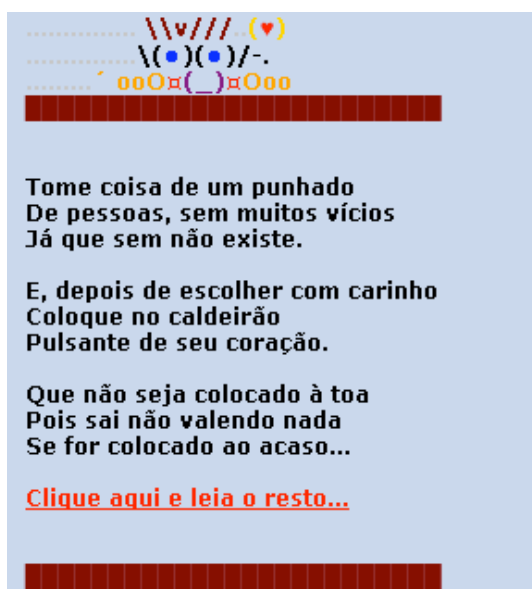 ............... \\v///..(♥)
...............\(●)(●)/-.
.........´ ooO¤(_)¤Ooo
Tome coisa de um punhado
De pessoas, sem muitos vícios
Já que sem não existe.
E, depois de escolher com carinho
Coloque no caldeirão
Pulsante de seu coração.
Que não seja colocado à toa
Pois sai não valendo nada
Se for colocado ao acaso...
Clique aqui e leia o resto...